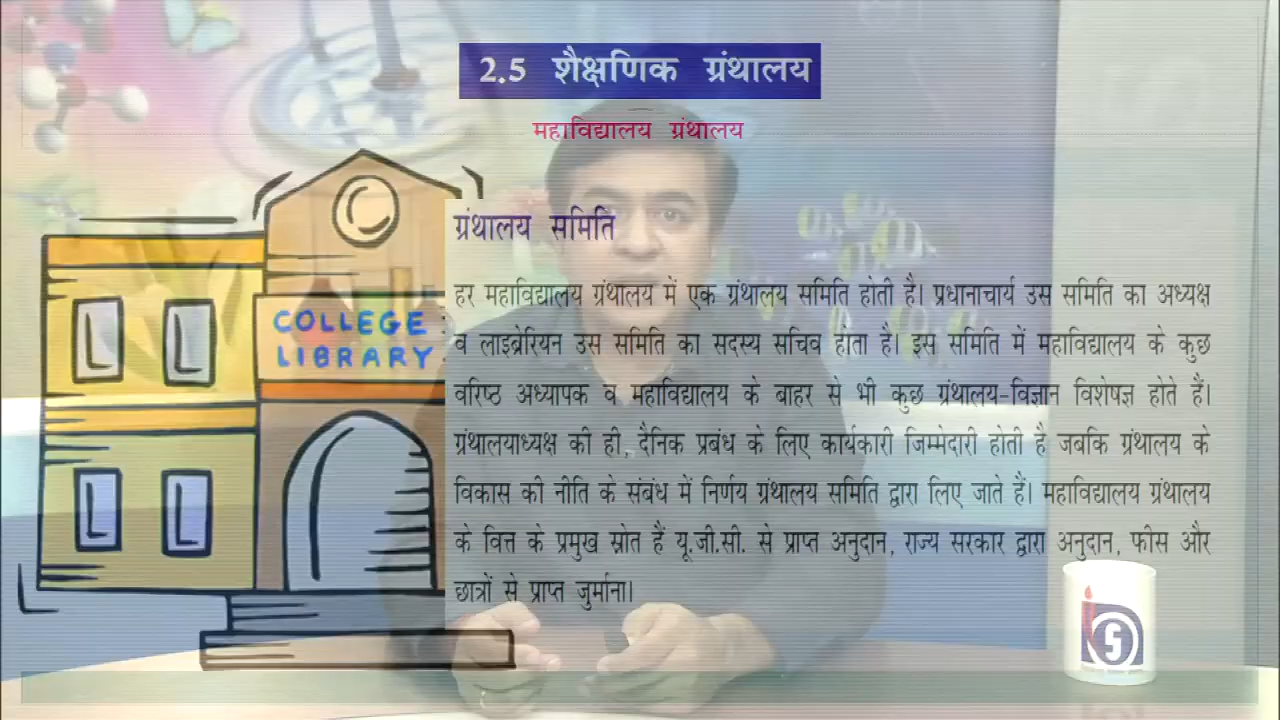 2.5 शैक्षणिक ग्रंथालय
महाविद्यालय ग्रंथालय
COLLEGE
LIBRARY
ग्रंथालय समिति
हर महाविद्यालय ग्रंथालय में एक ग्रंथालय समिति होती है। प्रधानाचार्य उस समिति का अध्यक्ष
व लाइब्रेरियन उस समिति का सदस्य सचिव होता है। इस समिति में महाविद्यालय के कुछ
वरिष्ठ अध्यापक व महाविद्यालय के बाहर से भी कुछ ग्रंथालय-विज्ञान विशेषज्ञ होते हैं।
ग्रंथालयाध्यक्ष की ही, दैनिक प्रबंध के लिए कार्यकारी जिम्मेदारी होती है जबकि ग्रंथालय के
विकास की नीति के संबंध में निर्णय ग्रंथालय समिति द्वारा लिए जाते हैं। महाविद्यालय ग्रंथालय
के वित्त के प्रमुख स्रोत हैं यू.जी.सी. से प्राप्त अनुदान, राज्य सरकार द्वारा अनुदान, फीस और
छात्रों से प्राप्त जुर्माना।